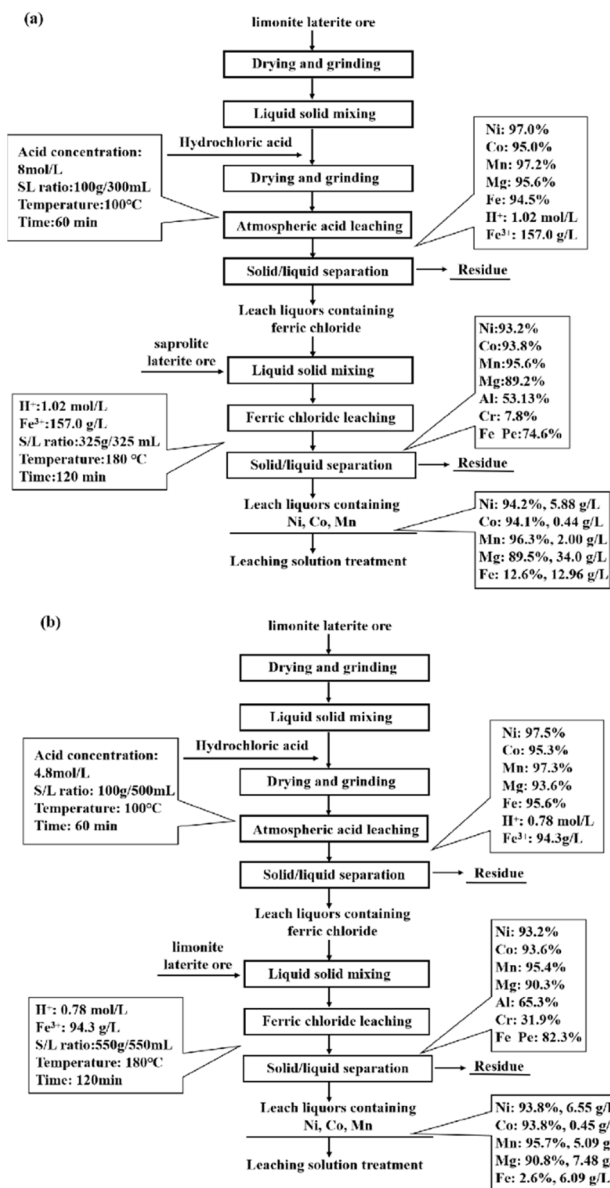 (a)
limonite laterite ore
Drying and grinding
Liquid solid mixing
Acid concentration:
8mol/L
SL ratio:100g/300mL
Temperature:100°C
Time:60 min
Hydrochloric acid
Drying and grinding
Ni: 97.0%
Co: 95.0%
Mn: 97.2%
Mg: 95.6%
Fe: 94.5%
H⁺: 1.02 mol/L
Fe³⁺: 157.0 g/L
Atmospheric acid leaching
Solid/liquid separation
Residue
Leach liquors containing
ferric chloride
saprolite
laterite ore
Liquid solid mixing
Ni:93.2%
Co:93.8%
Mn:95.6%
Mg:89.2%
Al: 53.13%
Cr: 7.8%
Fe Pe:74.6%
H⁺:1.02 mol/L
Fe³⁺:157.0 g/L
S/L ratio:325g/325 mL
Temperature:180 °C
Time:120 min
Ferric chloride leaching
Solid/liquid separation
Residue
Leach liquors containing
Ni, Co, Mn
Ni: 94.2%, 5.88 g/L
Co: 94.1%, 0.44 g/L
Mn: 96.3%, 2.00 g/L
Mg: 89.5%, 34.0 g/L
Fe: 12.6%, 12.96 g/L
Leaching solution treatment
(b)
limonite laterite ore
Drying and grinding
Liquid solid mixing
Acid concentration:
4.8mol/L
S/L ratio: 100g/500mL
Temperature: 100°C
Time: 60 min
Hydrochloric acid
Drying and grinding
Ni: 97.5%
Co: 95.3%
Mn: 97.3%
Mg: 93.6%
Fe: 95.6%
H⁺: 0.78 mol/L
Fe³⁺: 94.3g/L
Atmospheric acid leaching
Solid/liquid separation
Residue
Leach liquors containing
ferric chloride
limonite
laterite ore
Liquid solid mixing
Ni: 93.2%
Co: 93.6%
Mn: 95.4%
Mg: 90.3%
Al: 65.3%
Cr: 31.9%
Fe Pe: 82.3%
H⁺: 0.78 mol/L
Fe³⁺: 94.3 g/L
S/L ratio:550g/550mL
Temperature: 180°C
Time: 120min
Ferric chloride leaching
Solid/liquid separation
Residue
Leach liquors containing
Ni, Co, Mn
Ni: 93.8%, 6.55 g/L
Co: 93.8%, 0.45 g/
Mn: 95.7%, 5.09 g
Mg: 90.8%, 7.48 g/
Fe: 2.6%, 6.09 g/L
Leaching solution treatment